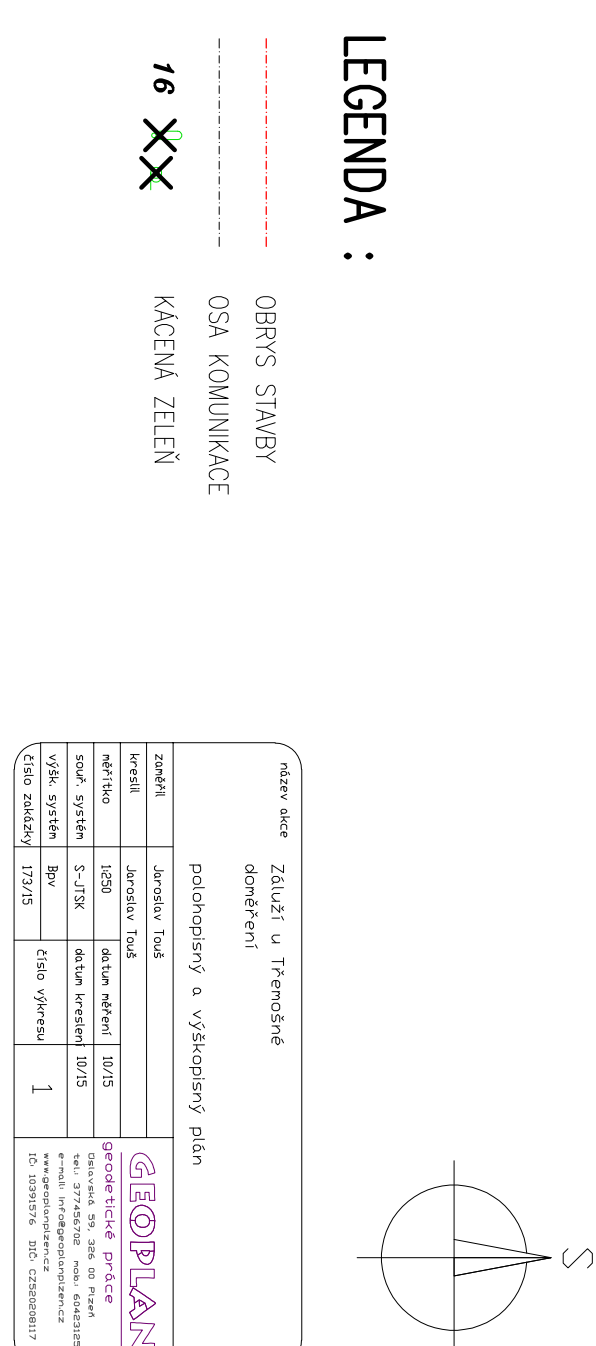 LEGENDA :
OBRYS STAVBY
OSA KOMUNIKACE
16
KÁCENÁ ZELEŇ
S
název akce Záluží u Třemošné
doměření
polohopisný a výškopisný plán
zaměřil Jaroslav Touš
kreslil Jaroslav Touš
měřítko 1:250 datum měření 10/15
souř. systém S-JTSK datum kreslení 10/15
výšk. systém Bpv
číslo zakázky 173/15
číslo výkresu 1
GEOPLAN
geodetické práce
Úslavská 59, 326 00 Plzeň
tel.: 377456702 mob.: 60423125
e-mail: info@geoplanplzen.cz
www.geoplanplzen.cz
IČ: 10391576 DIČ: CZ520208117